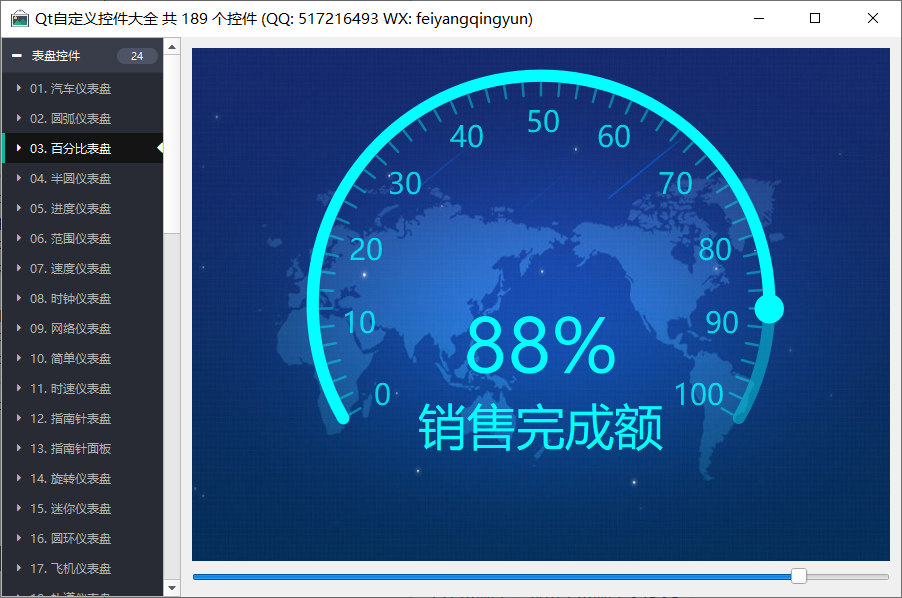 Qt自定义控件大全 共 189 个控件 (QQ: 517216493 WX: feiyangqingyun)
表盘控件 24
01. 汽车仪表盘
02. 圆弧仪表盘
03. 百分比表盘
04. 半圆仪表盘
05. 进度仪表盘
06. 范围仪表盘
07. 速度仪表盘
08. 时钟仪表盘
09. 网络仪表盘
10. 简单仪表盘
11. 时速仪表盘
12. 指南针表盘
13. 指南针面板
14. 旋转仪表盘
15. 迷你仪表盘
16. 圆环仪表盘
17. 飞机仪表盘
0
10
20
30
40
50
60
70
80
90
100
88%
销售完成额